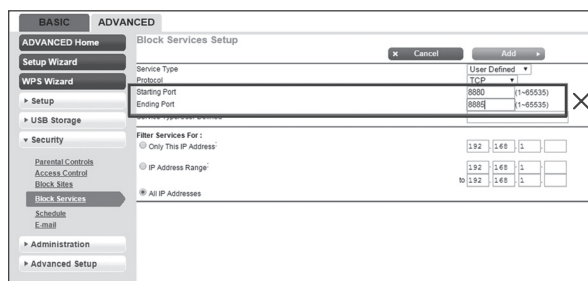 BASIC
ADVANCED
ADVANCED Home
Setup Wizard
WPS Wizard
▶ Setup
▶ USB Storage
▼ Security
Parental Controls
Access Control
Block Sites
Block Services
Schedule
E-mail
▶ Administration
▶ Advanced Setup
Block Services Setup
x Cancel
Add ▶
Service Type
User Defined ▼
Protocol
TCP ▼
Starting Port
8880 (1~65535)
Ending Port
8885 (1~65535)
Filter Services For :
Only This IP Address:
192 . 168 . 1 .
IP Address Range:
192 . 168 . 1 .
to 192 . 168 . 1 .
All IP Addresses